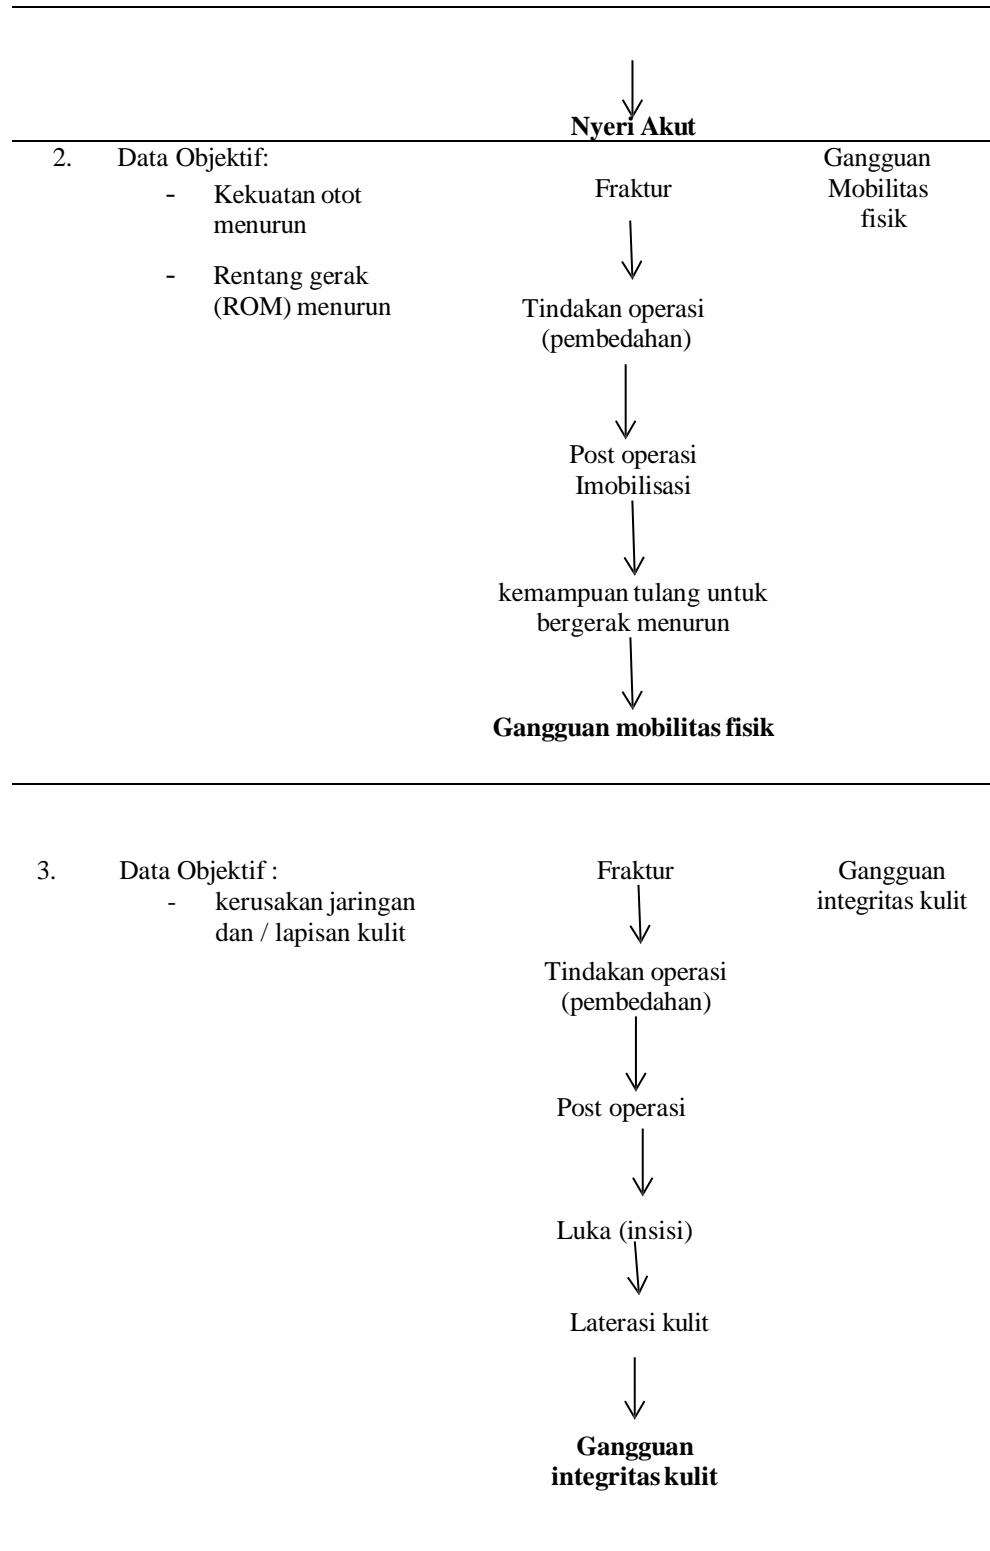 Nyeri Akut
2. Data Objektif:
- Kekuatan otot
menurun
- Rentang gerak
(ROM) menurun
Fraktur
Tindakan operasi
(pembedahan)
Post operasi
Imobilisasi
kemampuan tulang untuk
bergerak menurun
Gangguan mobilitas fisik
Gangguan
Mobilitas
fisik
3. Data Objektif :
- kerusakan jaringan
dan / lapisan kulit
Fraktur
Tindakan operasi
(pembedahan)
Post operasi
Luka (insisi)
Laterasi kulit
Gangguan
integritas kulit
Gangguan
integritas kulit